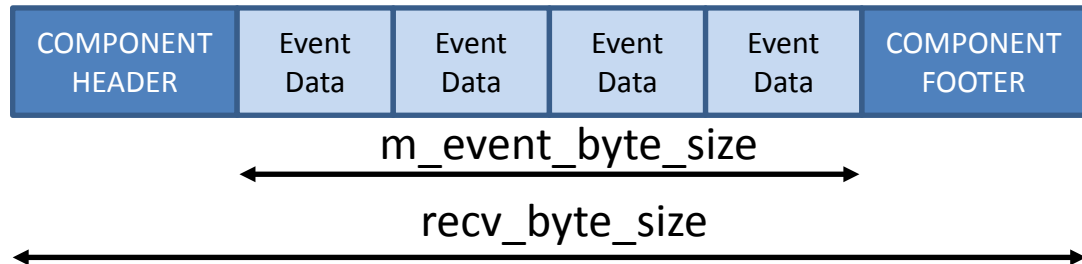 COMPONENT HEADER
Event Data
Event Data
Event Data
Event Data
COMPONENT FOOTER
m_event_byte_size
recv_byte_size